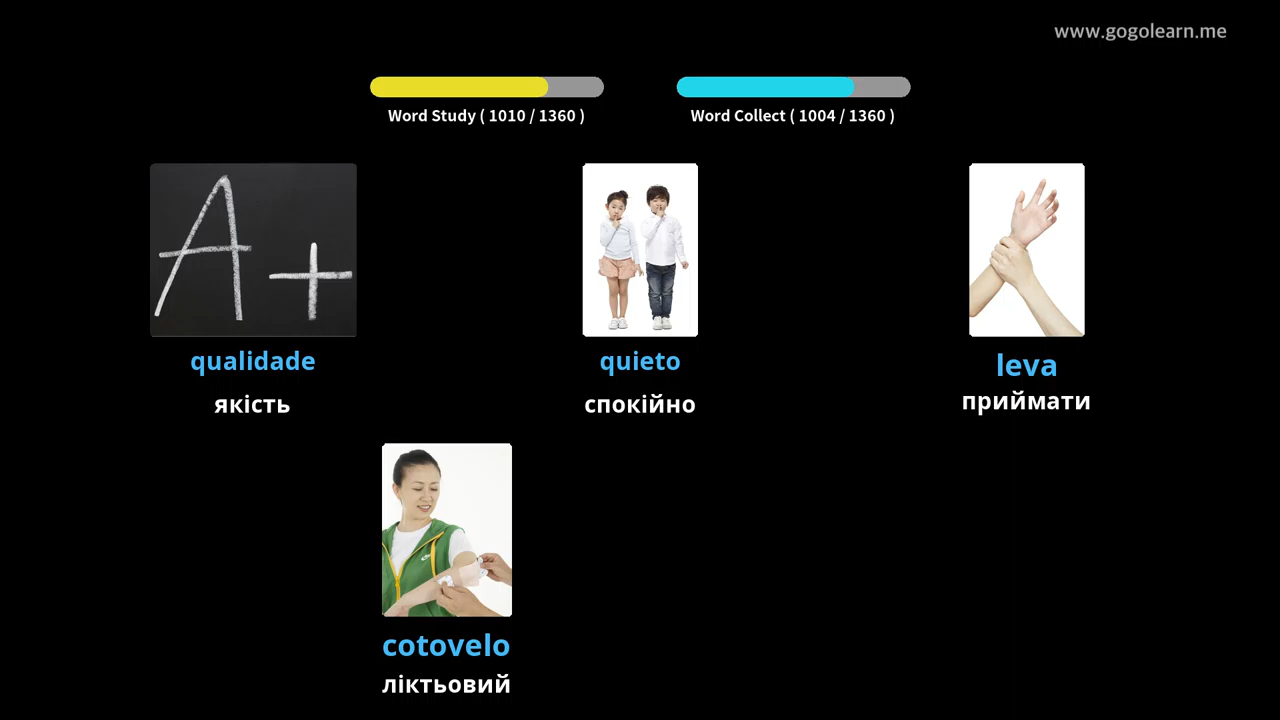 www.gogolearn.me
Word Study ( 1010 / 1360 )
Word Collect ( 1004 / 1360 )
A+
qualidade
якість
quieto
спокійно
leva
приймати
cotovelo
ліктьовий